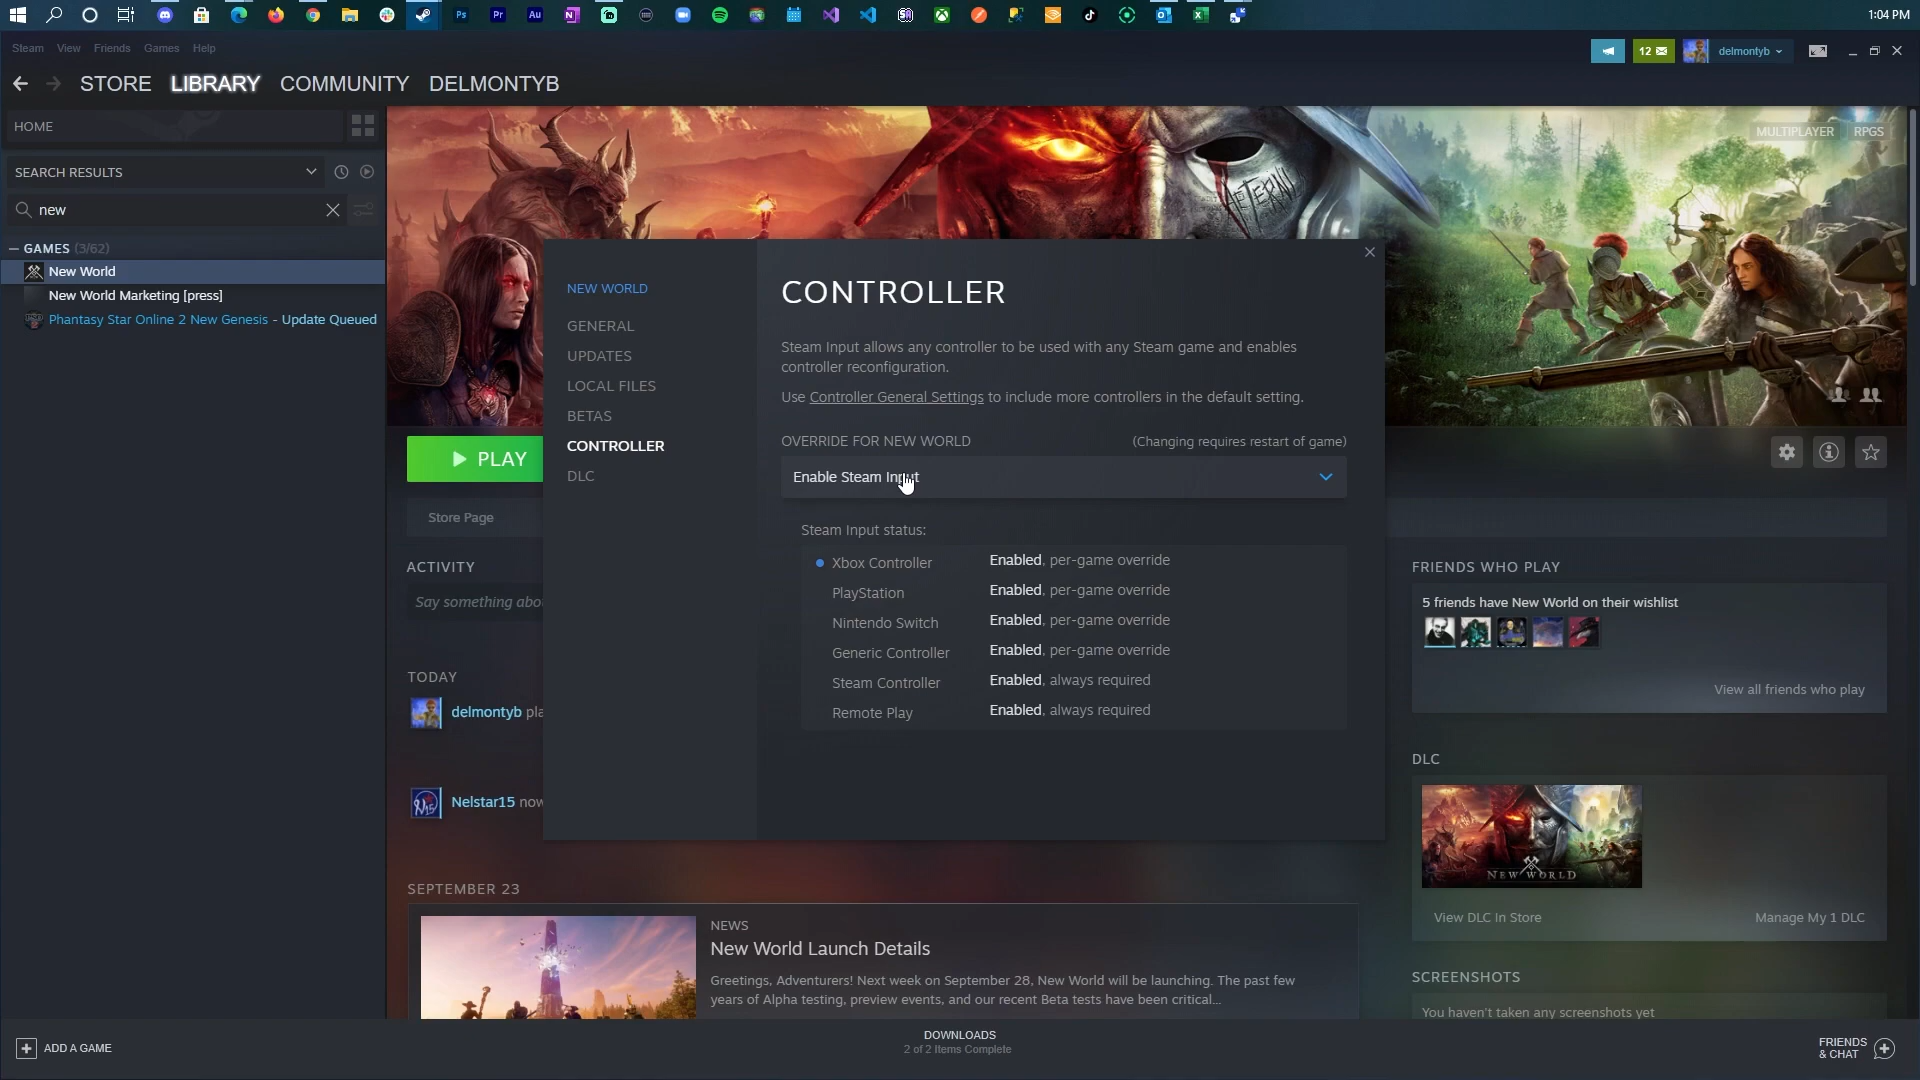 1:04 PM
Steam View Friends Games Help
12
delmontyb
STORE LIBRARY COMMUNITY DELMONTYB
HOME
MULTIPLAYER RPGS
SEARCH RESULTS
new
GAMES (3/62)
New World
New World Marketing [press]
Phantasy Star Online 2 New Genesis - Update Queued
AETERNUM
NEW WORLD
GENERAL
UPDATES
LOCAL FILES
BETAS
CONTROLLER
DLC
CONTROLLER
Steam Input allows any controller to be used with any Steam game and enables
controller reconfiguration.
Use Controller General Settings to include more controllers in the default setting.
OVERRIDE FOR NEW WORLD (Changing requires restart of game)
Enable Steam Input
Steam Input status:
Xbox Controller Enabled, per-game override
PlayStation Enabled, per-game override
Nintendo Switch Enabled, per-game override
Generic Controller Enabled, per-game override
Steam Controller Enabled, always required
Remote Play Enabled, always required
PLAY
Store Page
ACTIVITY
Say something abou
TODAY
delmontyb pla
Nelstar15 now
SEPTEMBER 23
NEWS
New World Launch Details
Greetings, Adventurers! Next week on September 28, New World will be launching. The past few
years of Alpha testing, preview events, and our recent Beta tests have been critical...
FRIENDS WHO PLAY
5 friends have New World on their wishlist
View all friends who play
DLC
NEW WORLD
View DLC In Store Manage My 1 DLC
SCREENSHOTS
You haven't taken any screenshots yet
ADD A GAME
DOWNLOADS
2 of 2 Items Complete
FRIENDS
& CHAT